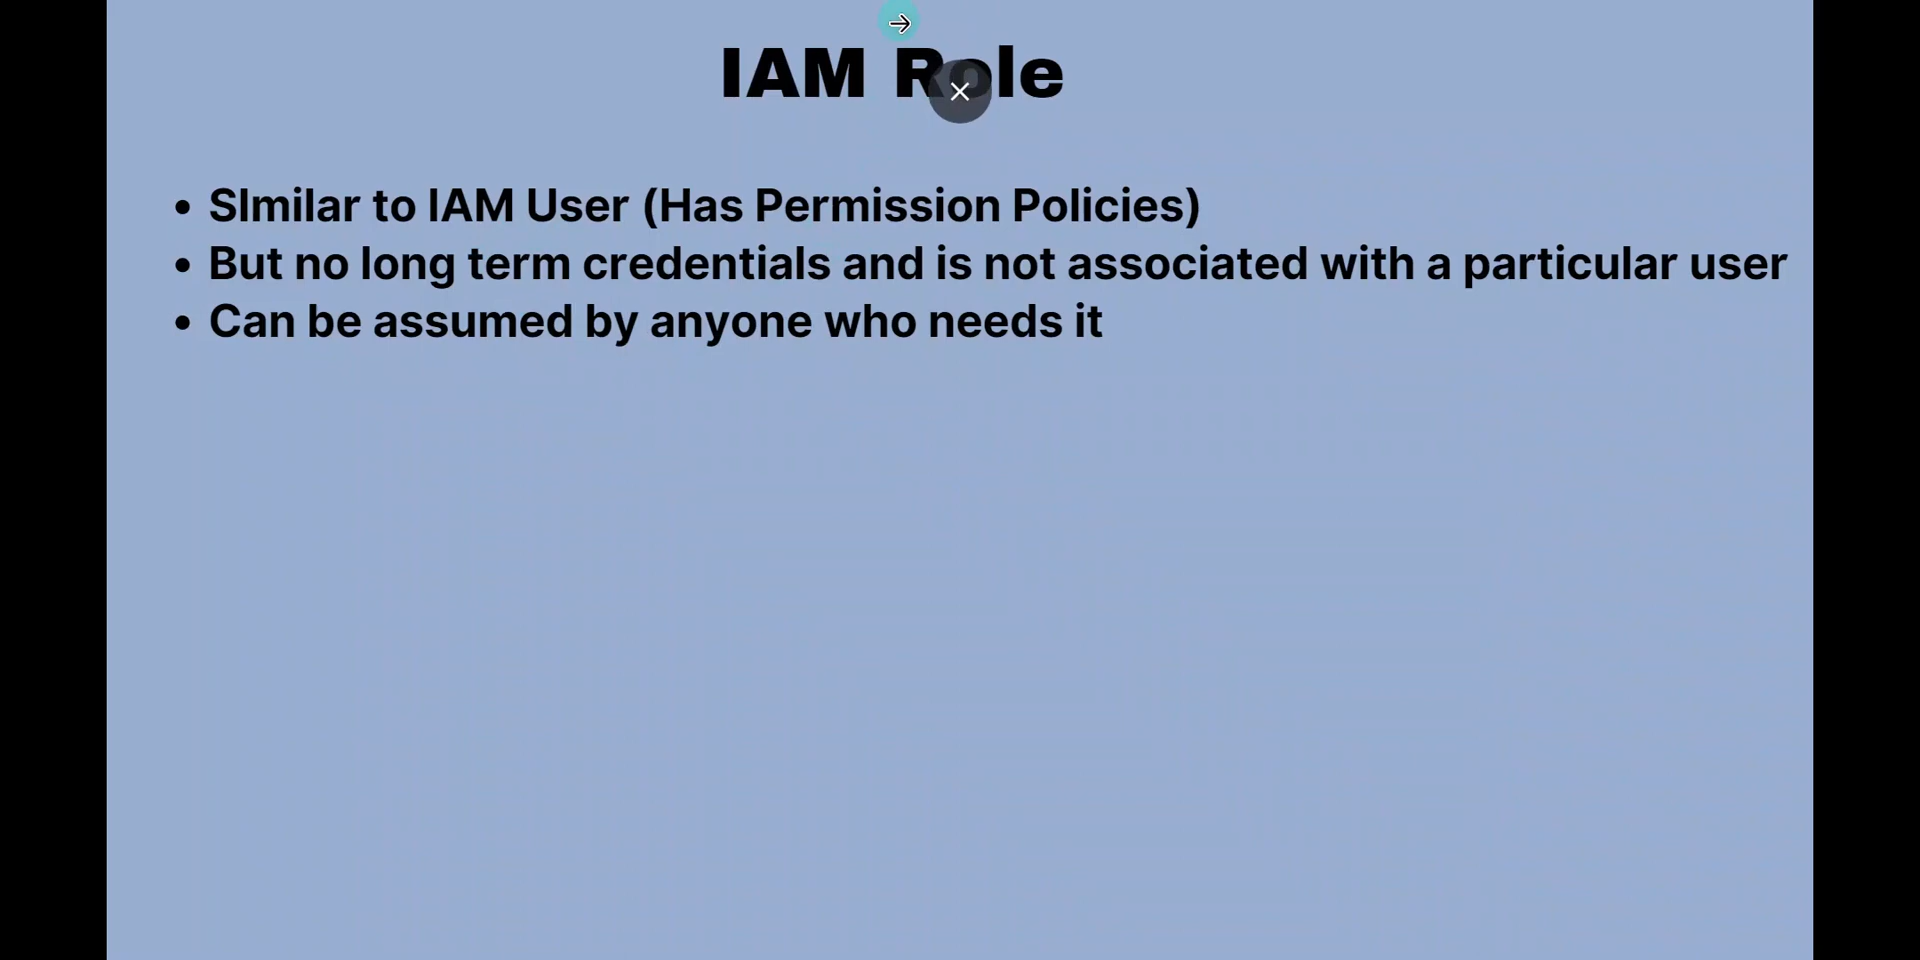 IAM Role
• SImilar to IAM User (Has Permission Policies)
• But no long term credentials and is not associated with a particular user
• Can be assumed by anyone who needs it